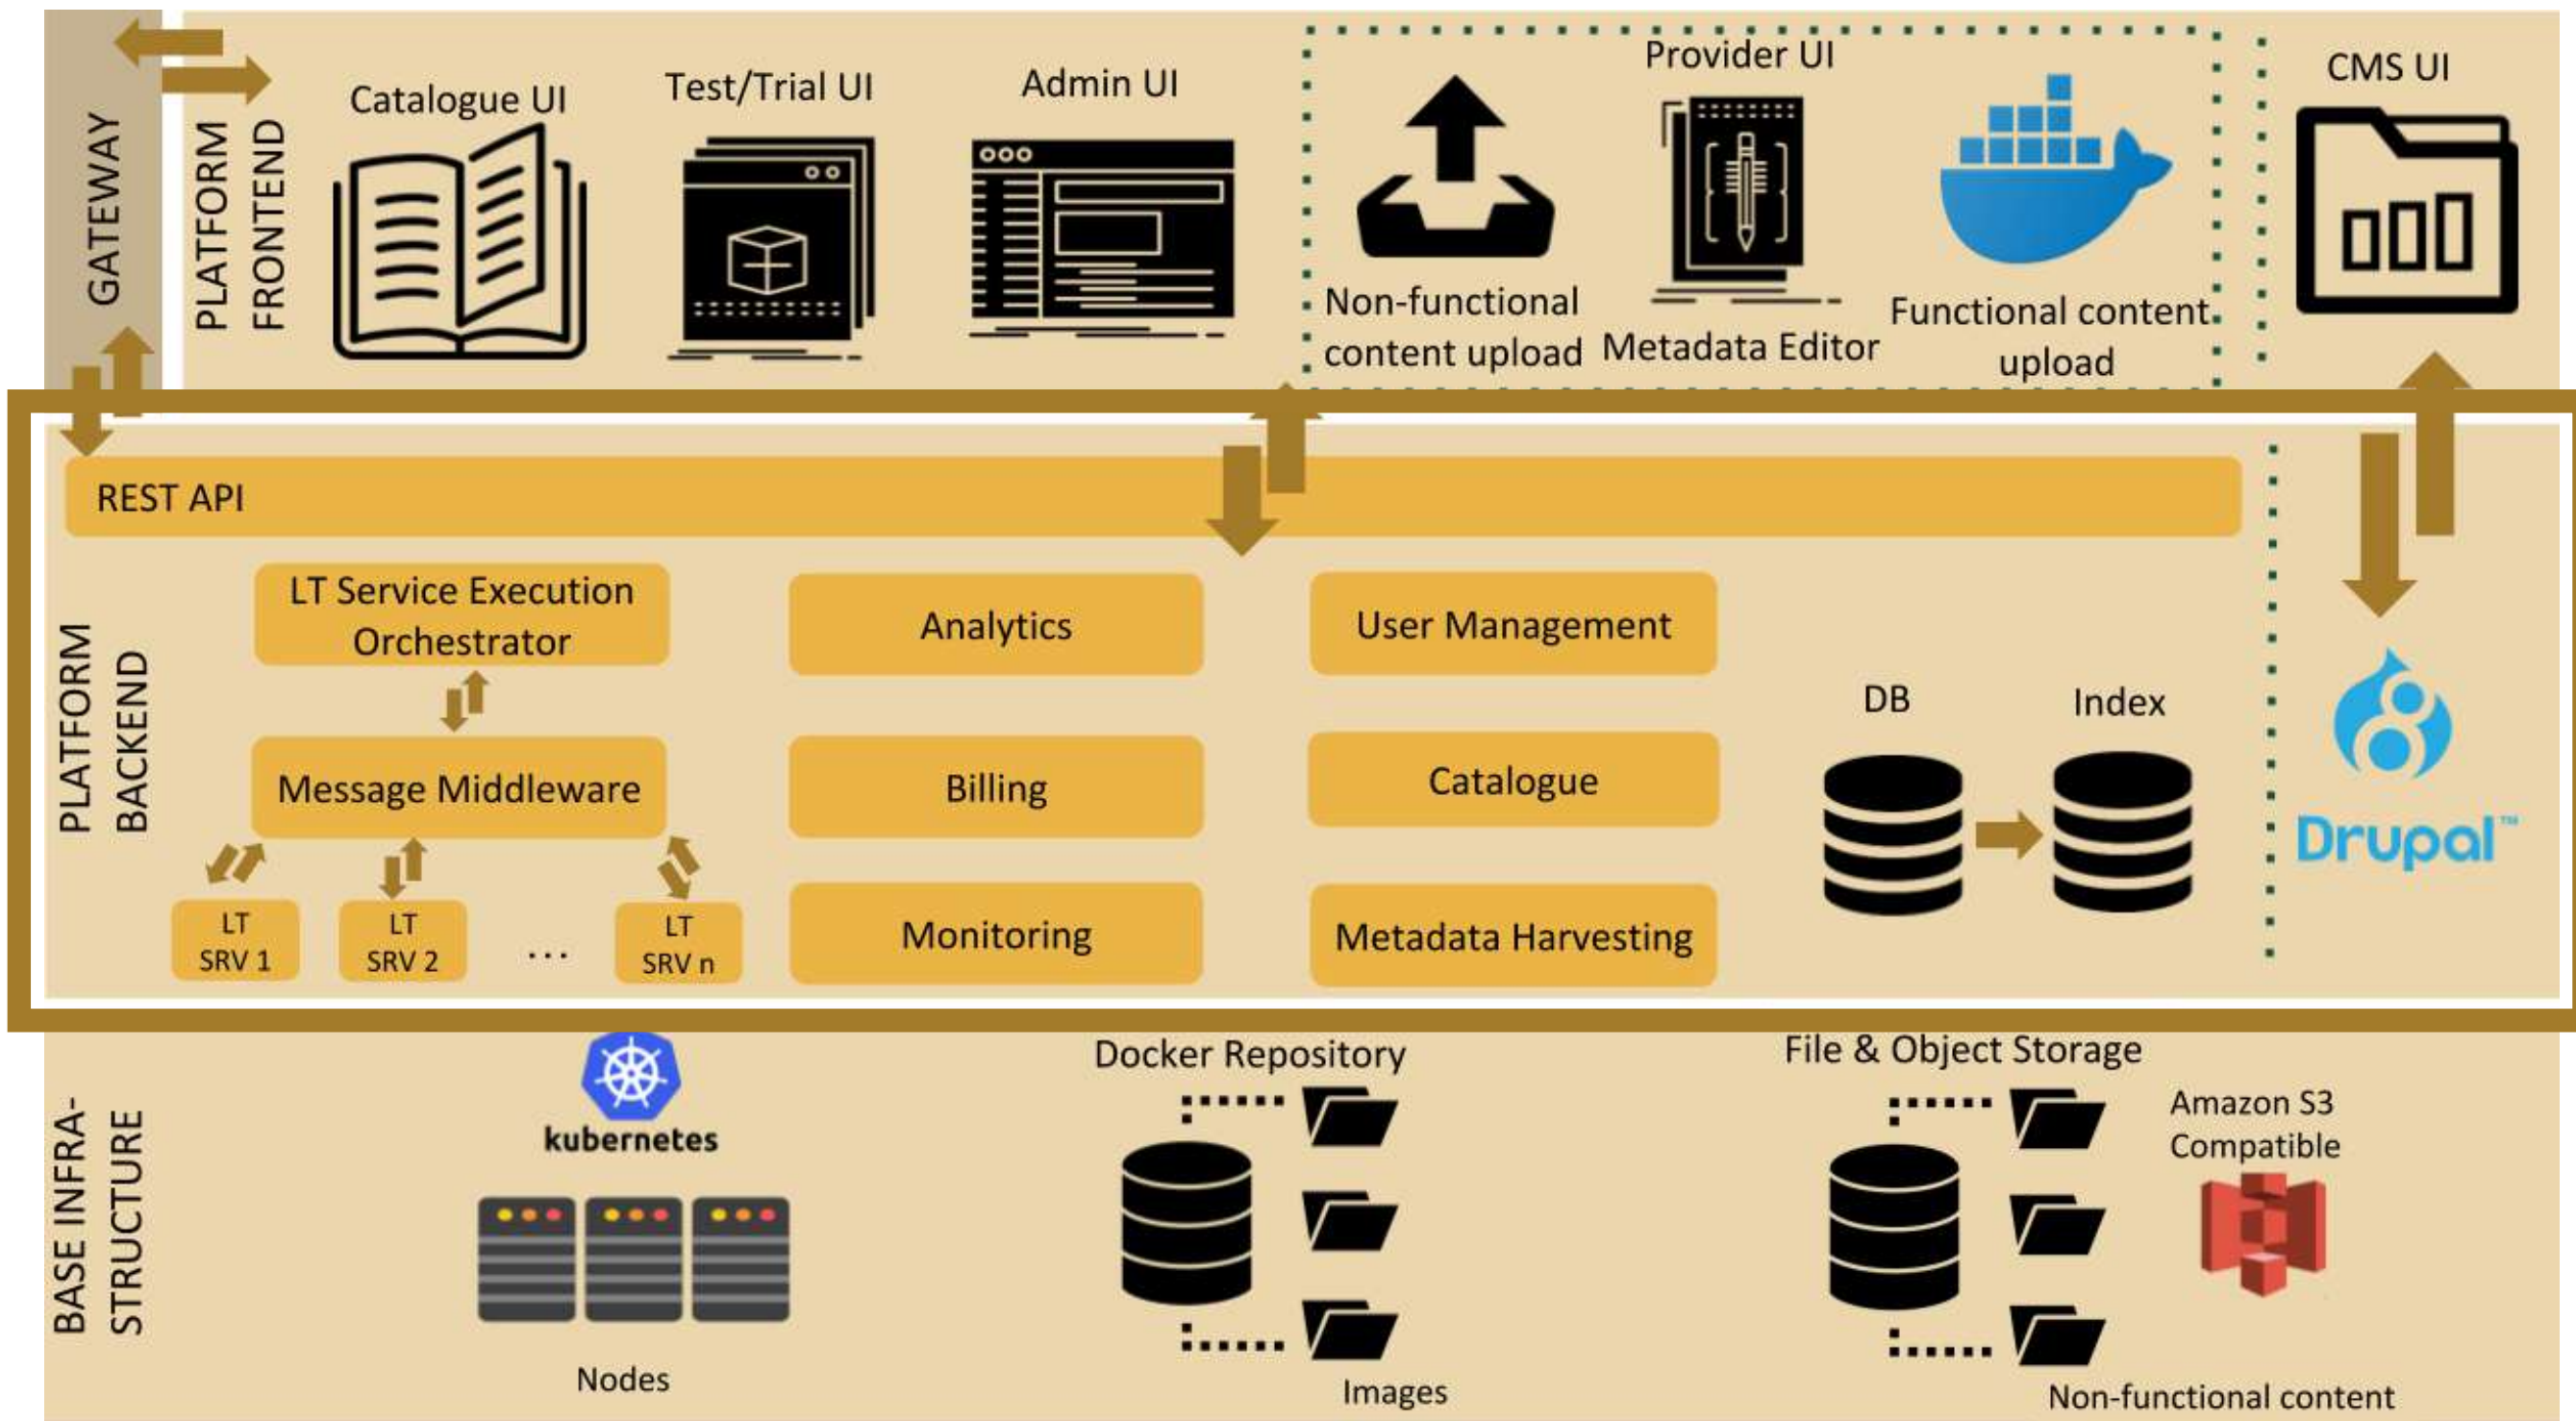 GATEWAY
PLATFORM
FRONTEND
Catalogue UI
Test/Trial UI
Admin UI
Provider UI
Non-functional
content upload
Metadata Editor
Functional content
upload
CMS UI
PLATFORM
BACKEND
REST API
LT Service Execution
Orchestrator
Message Middleware
LT
SRV 1
LT
SRV 2
...
LT
SRV n
Analytics
Billing
Monitoring
User Management
Catalogue
Metadata Harvesting
DB
Index
Drupal™
BASE INFRA-
STRUCTURE
kubernetes
Nodes
Docker Repository
Images
File & Object Storage
Amazon S3
Compatible
Non-functional content